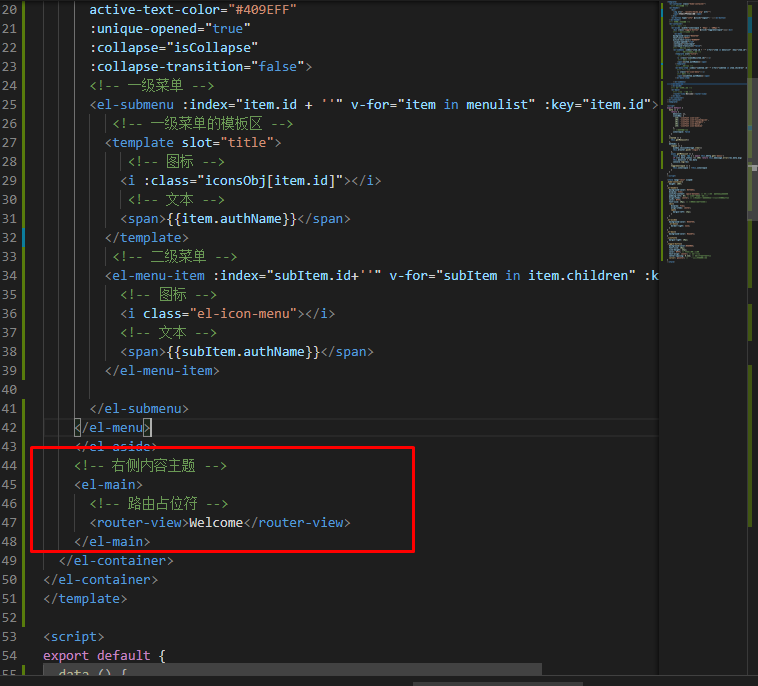 20 active-text-color="#409EFF"
21 :unique-opened="true"
22 :collapse="isCollapse"
23 :collapse-transition="false">
24 <!-- 一级菜单 -->
25 <el-submenu :index="item.id + ''" v-for="item in menulist" :key="item.id">
26 <!-- 一级菜单的模板区 -->
27 <template slot="title">
28 <!-- 图标 -->
29 <i :class="iconsObj[item.id]"></i>
30 <!-- 文本 -->
31 <span>{{item.authName}}</span>
32 </template>
33 <!-- 二级菜单 -->
34 <el-menu-item :index="subItem.id+''" v-for="subItem in item.children" :k
35 <!-- 图标 -->
36 <i class="el-icon-menu"></i>
37 <!-- 文本 -->
38 <span>{{subItem.authName}}</span>
39 </el-menu-item>
40
41 </el-submenu>
42 </el-menu>
43 </el-aside>
44 <!-- 右侧内容主题 -->
45 <el-main>
46 <!-- 路由占位符 -->
47 <router-view>Welcome</router-view>
48 </el-main>
49 </el-container>
50 </el-container>
51 </template>
52
53 <script>
54 export default {
55 data () {